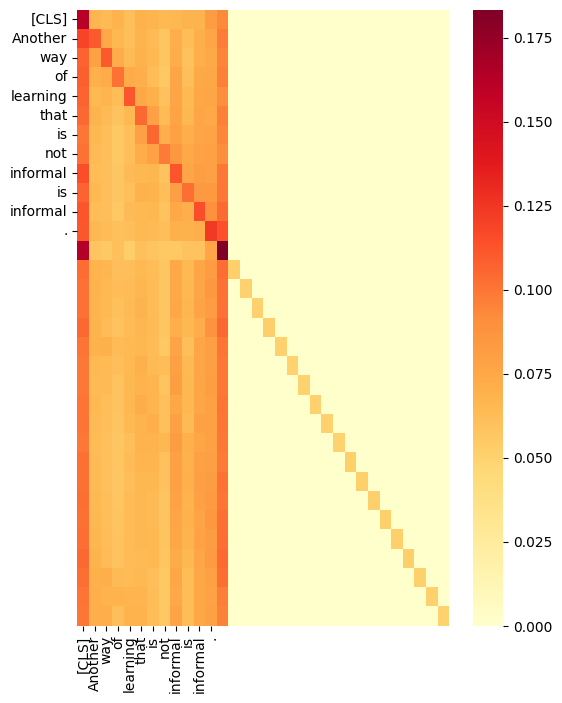 [CLS]
Another
way
of
learning
that
is
not
informal
is
informal
.
[CLS]
Another
way
of
learning
that
is
not
informal
is
informal
.
0.175
0.150
0.125
0.100
0.075
0.050
0.025
0.000